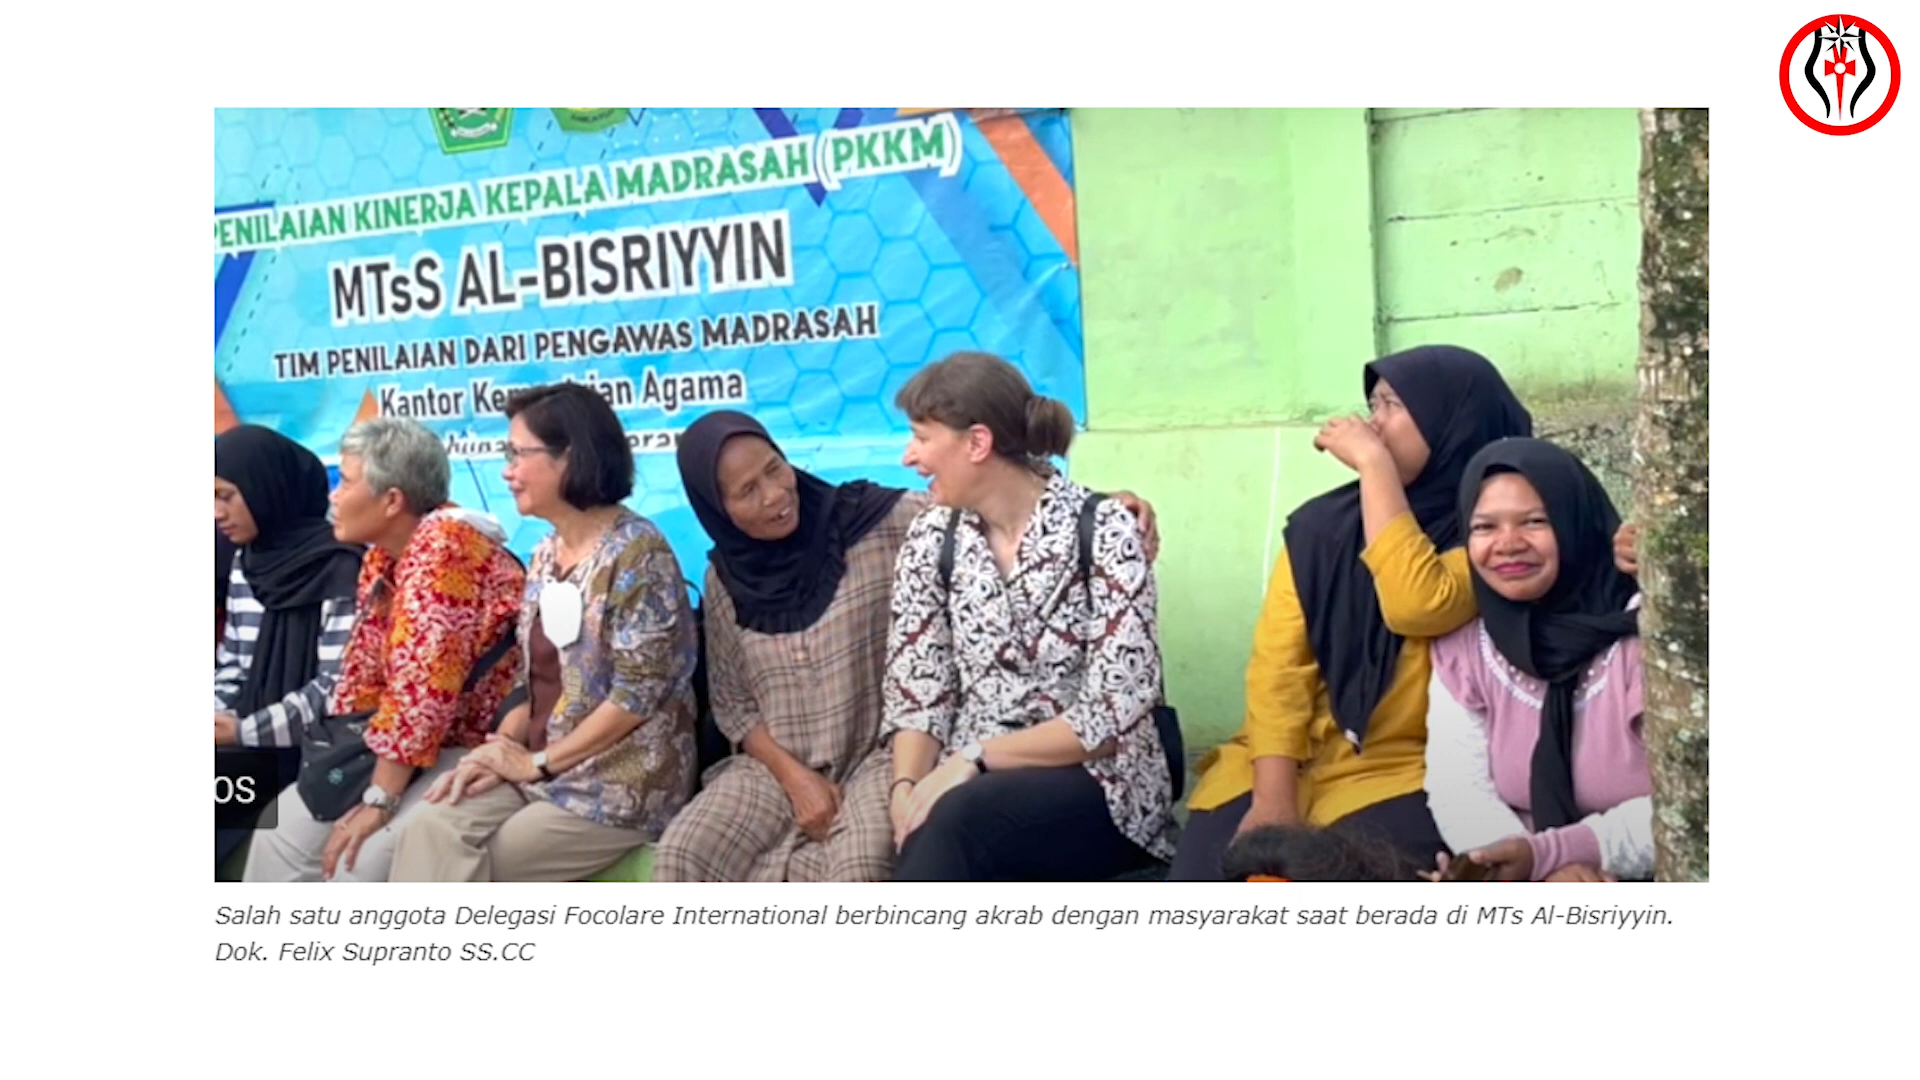 PENILAIAN KINERJA KEPALA MADRASAH (PKKM)
MTsS AL-BISRIYYIN
TIM PENILAIAN DARI PENGAWAS MADRASAH
Kantor Agama
OS
Salah satu anggota Delegasi Focolare International berbincang akrab dengan masyarakat saat berada di MTs Al-Bisriyyin.
Dok. Felix Supranto SS.CC